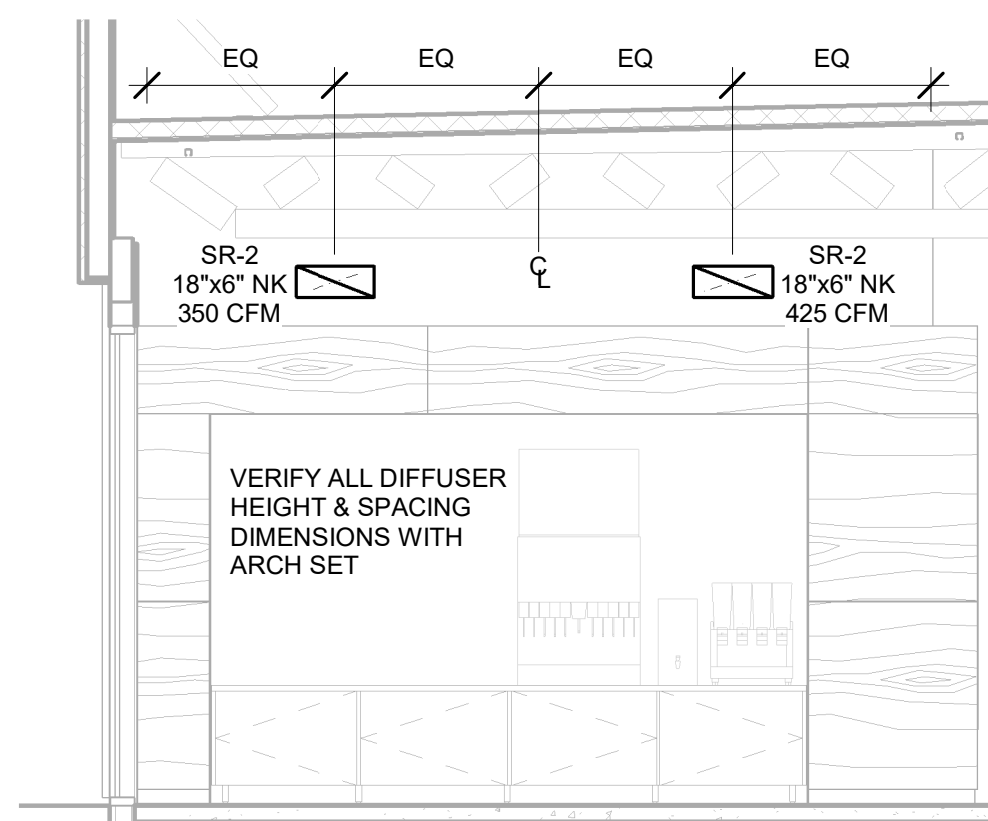 EQ
EQ
EQ
EQ
SR-2
18"x6" NK
350 CFM
℄
SR-2
18"x6" NK
425 CFM
VERIFY ALL DIFFUSER
HEIGHT & SPACING
DIMENSIONS WITH
ARCH SET